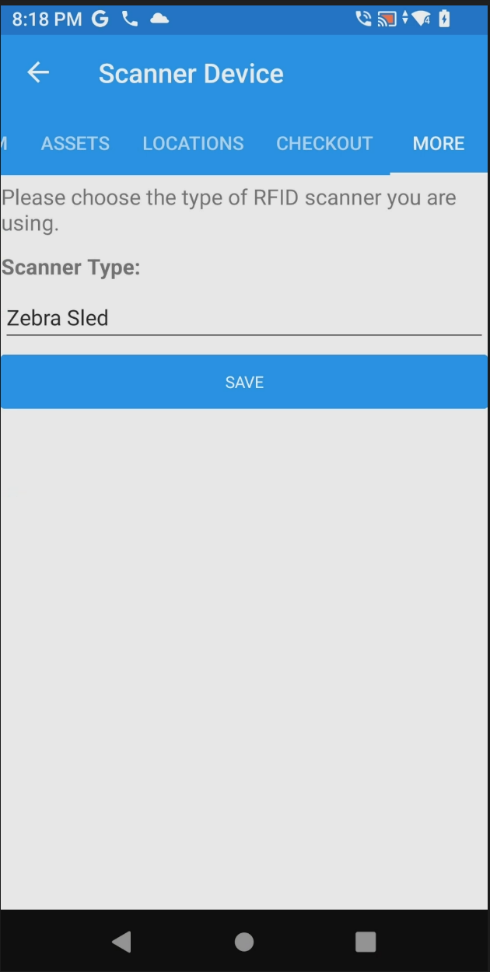 8:18 PM G
Scanner Device
ASSETS LOCATIONS CHECKOUT MORE
Please choose the type of RFID scanner you are
using.
Scanner Type:
Zebra Sled
SAVE